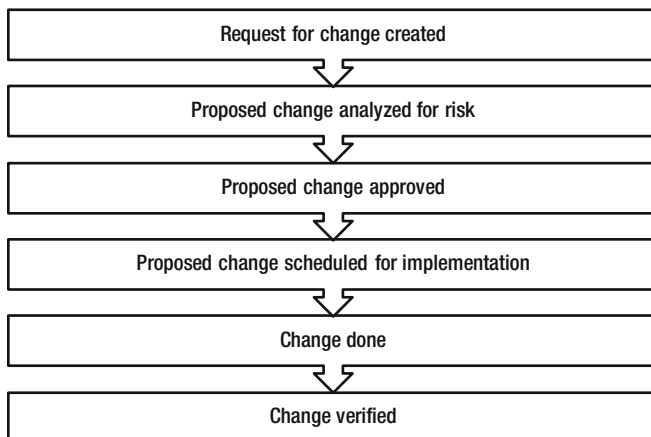 Request for change created
Proposed change analyzed for risk
Proposed change approved
Proposed change scheduled for implementation
Change done
Change verified